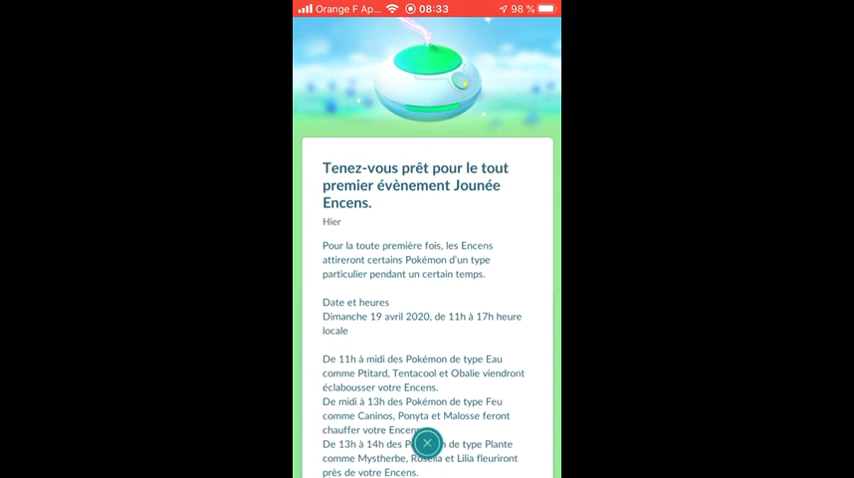 Orange F Ap... 08:33 98 %
Tenez-vous prêt pour le tout
premier évènement Jounée
Encens.
Hier
Pour la toute première fois, les Encens
attireront certains Pokémon d'un type
particulier pendant un certain temps.
Date et heures
Dimanche 19 avril 2020, de 11h à 17h heure
locale
De 11h à midi des Pokémon de type Eau
comme Ptitard, Tentacool et Obalie viendront
éclabousser votre Encens.
De midi à 13h des Pokémon de type Feu
comme Caninos, Ponyta et Malosse feront
chauffer votre Encens
De 13h à 14h des de type Plante
comme Mystherbe, Roselia et Lilia fleuriront
près de votre Encens.